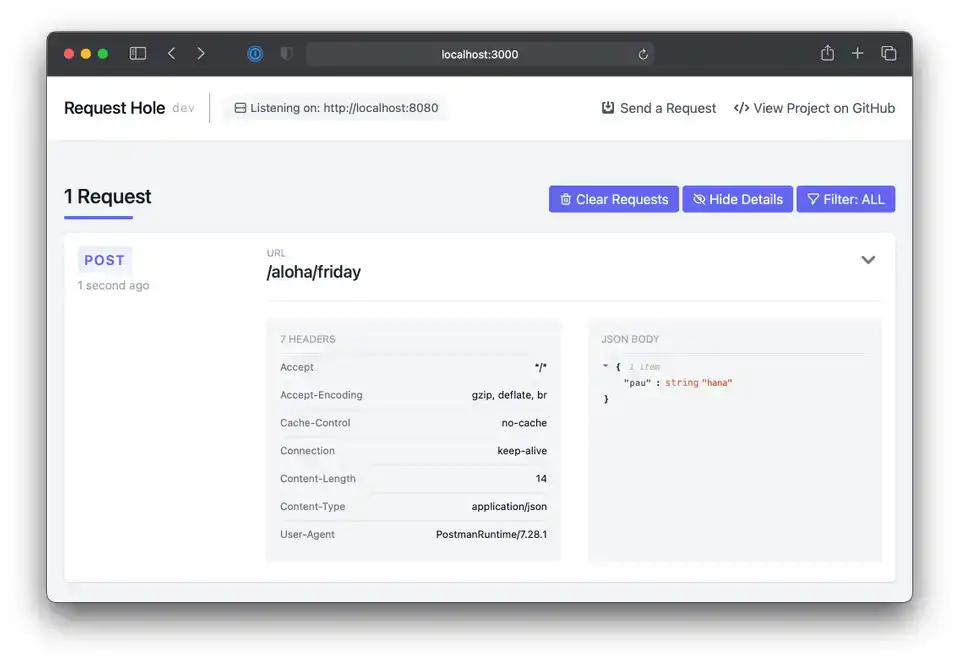 localhost:3000
Request Hole dev
Listening on: http://localhost:8080
Send a Request
</> View Project on GitHub
1 Request
Clear Requests
Hide Details
Filter: ALL
POST
1 second ago
URL
/aloha/friday
7 HEADERS
Accept */*
Accept-Encoding gzip, deflate, br
Cache-Control no-cache
Connection keep-alive
Content-Length 14
Content-Type application/json
User-Agent PostmanRuntime/7.28.1
JSON BODY
{ 1 item
"pau" : string "hana"
}